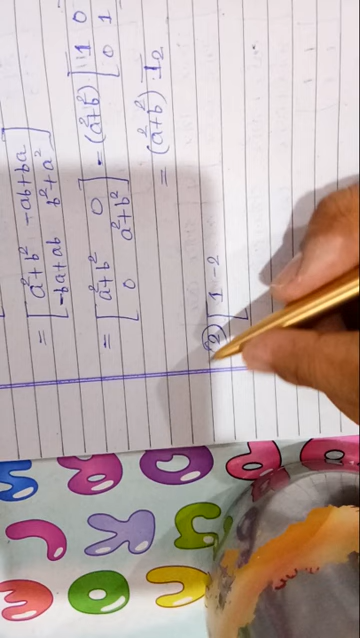 = [ a²+b² -ab+ba
-ba+ab b²+a² ]
= [ a²+b² 0
0 a²+b² ] = (a²+b²) [ 1 0
0 1
= (a²+b²) I₂
(2) [ 1 -2